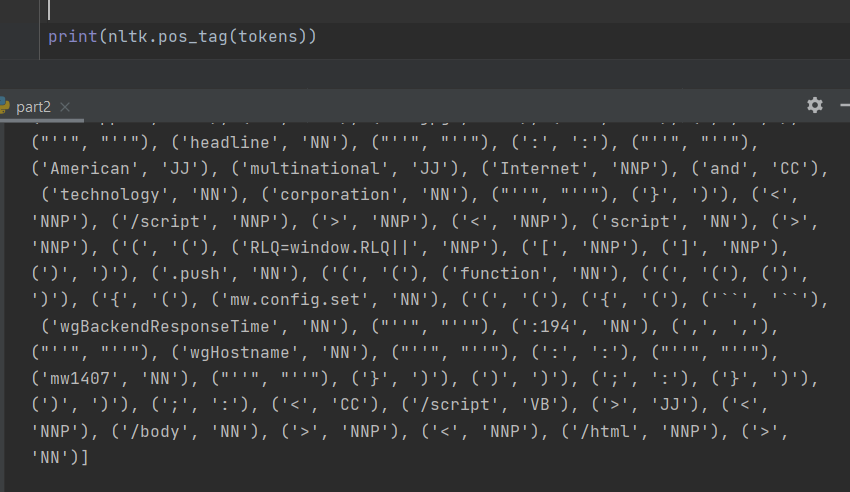 print(nltk.pos_tag(tokens))
part2
("''", "''"), ('headline', 'NN'), ("''", "''"), (':', ':'), ("''", "''"),
('American', 'JJ'), ('multinational', 'JJ'), ('Internet', 'NNP'), ('and', 'CC'),
('technology', 'NN'), ('corporation', 'NN'), ("''", "''"), ('}', ')'), ('<',
'NNP'), ('/script', 'NNP'), ('>', 'NNP'), ('<', 'NNP'), ('script', 'NN'), ('>',
'NNP'), ('(', '('), ('RLQ=window.RLQ||', 'NNP'), ('[', 'NNP'), (']', 'NNP'),
(')', ')'), ('.push', 'NN'), ('(', '('), ('function', 'NN'), ('(', '('), (')',
')'), ('{', '('), ('mw.config.set', 'NN'), ('(', '('), ('{', '('), ('``', '``'),
('wgBackendResponseTime', 'NN'), ("''", "''"), (':194', 'NN'), (',', ','),
("''", "''"), ('wgHostname', 'NN'), ("''", "''"), (':', ':'), ("''", "''"),
('mw1407', 'NN'), ("''", "''"), ('}', ')'), (')', ')'), (';', ':'), ('}', ')'),
(')', ')'), (';', ':'), ('<', 'CC'), ('/script', 'VB'), ('>', 'JJ'), ('<',
'NNP'), ('/body', 'NN'), ('>', 'NNP'), ('<', 'NNP'), ('/html', 'NNP'), ('>',
'NN')]